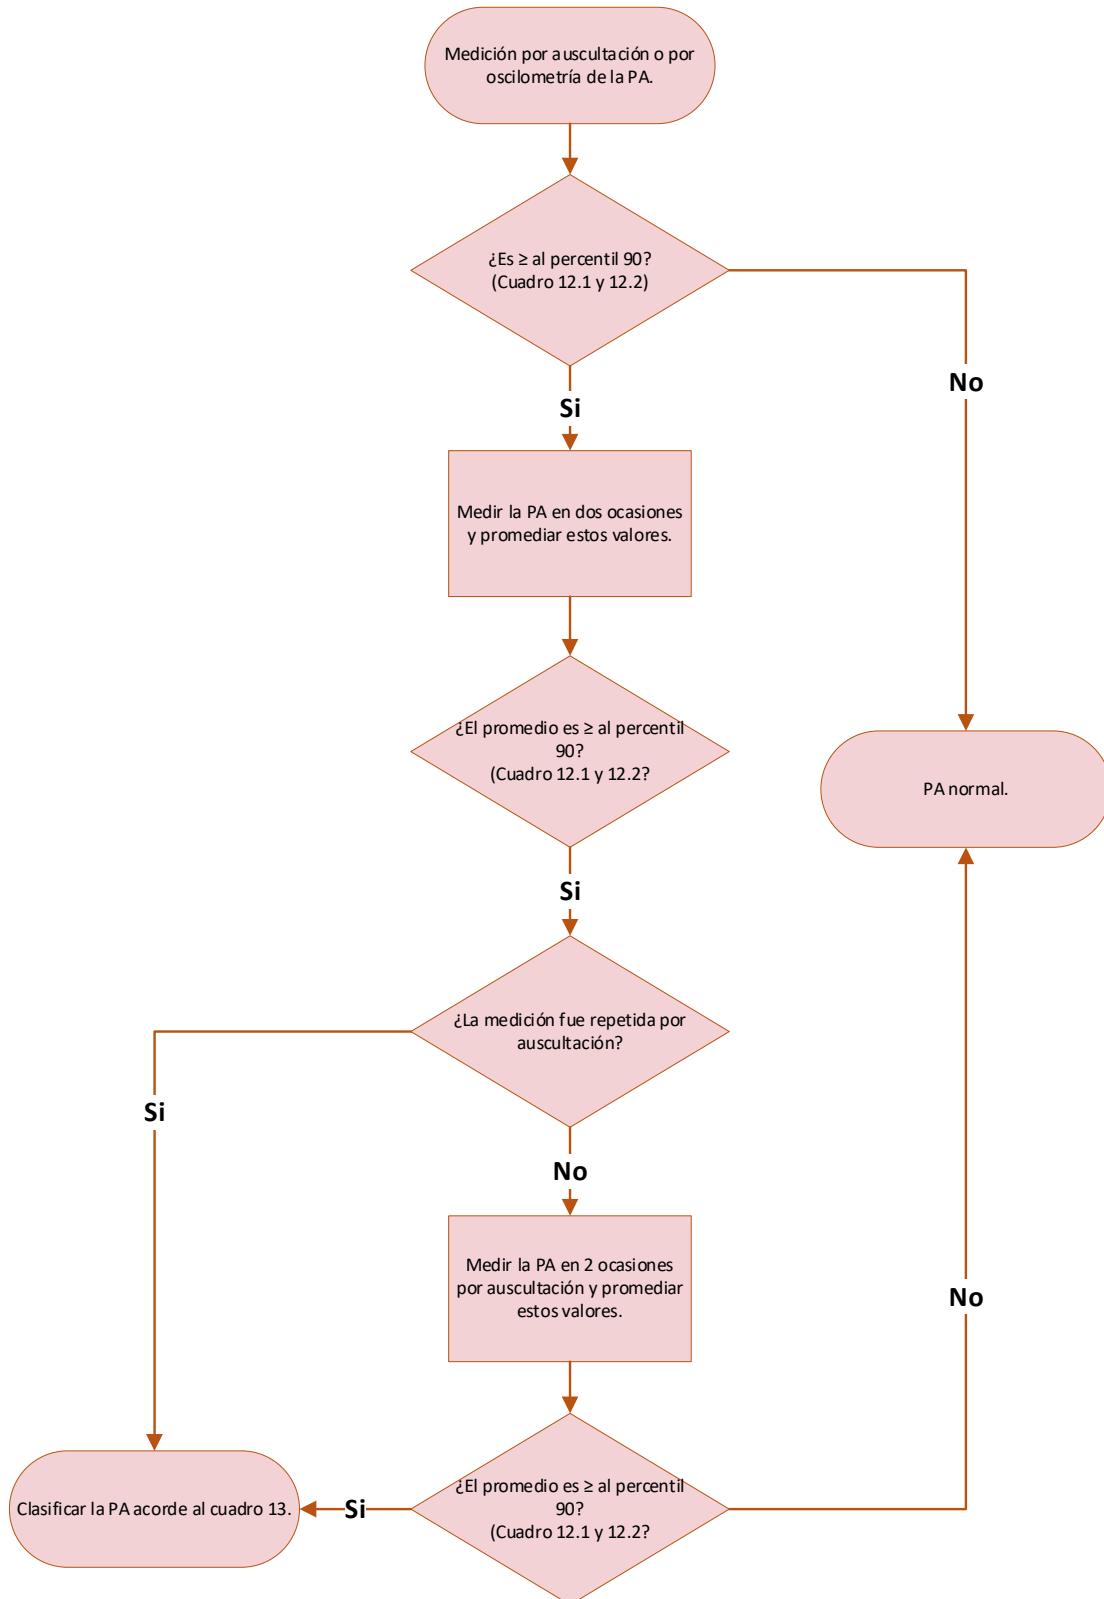 Medición por auscultación o por
oscilometría de la PA.
¿Es ≥ al percentil 90?
(Cuadro 12.1 y 12.2)
No
Si
Medir la PA en dos ocasiones
y promediar estos valores.
¿El promedio es ≥ al percentil
90?
(Cuadro 12.1 y 12.2?
PA normal.
Si
¿La medición fue repetida por
auscultación?
Si
No
Medir la PA en 2 ocasiones
por auscultación y promediar
estos valores.
No
¿El promedio es ≥ al percentil
90?
(Cuadro 12.1 y 12.2?
Si
Clasificar la PA acorde al cuadro 13.